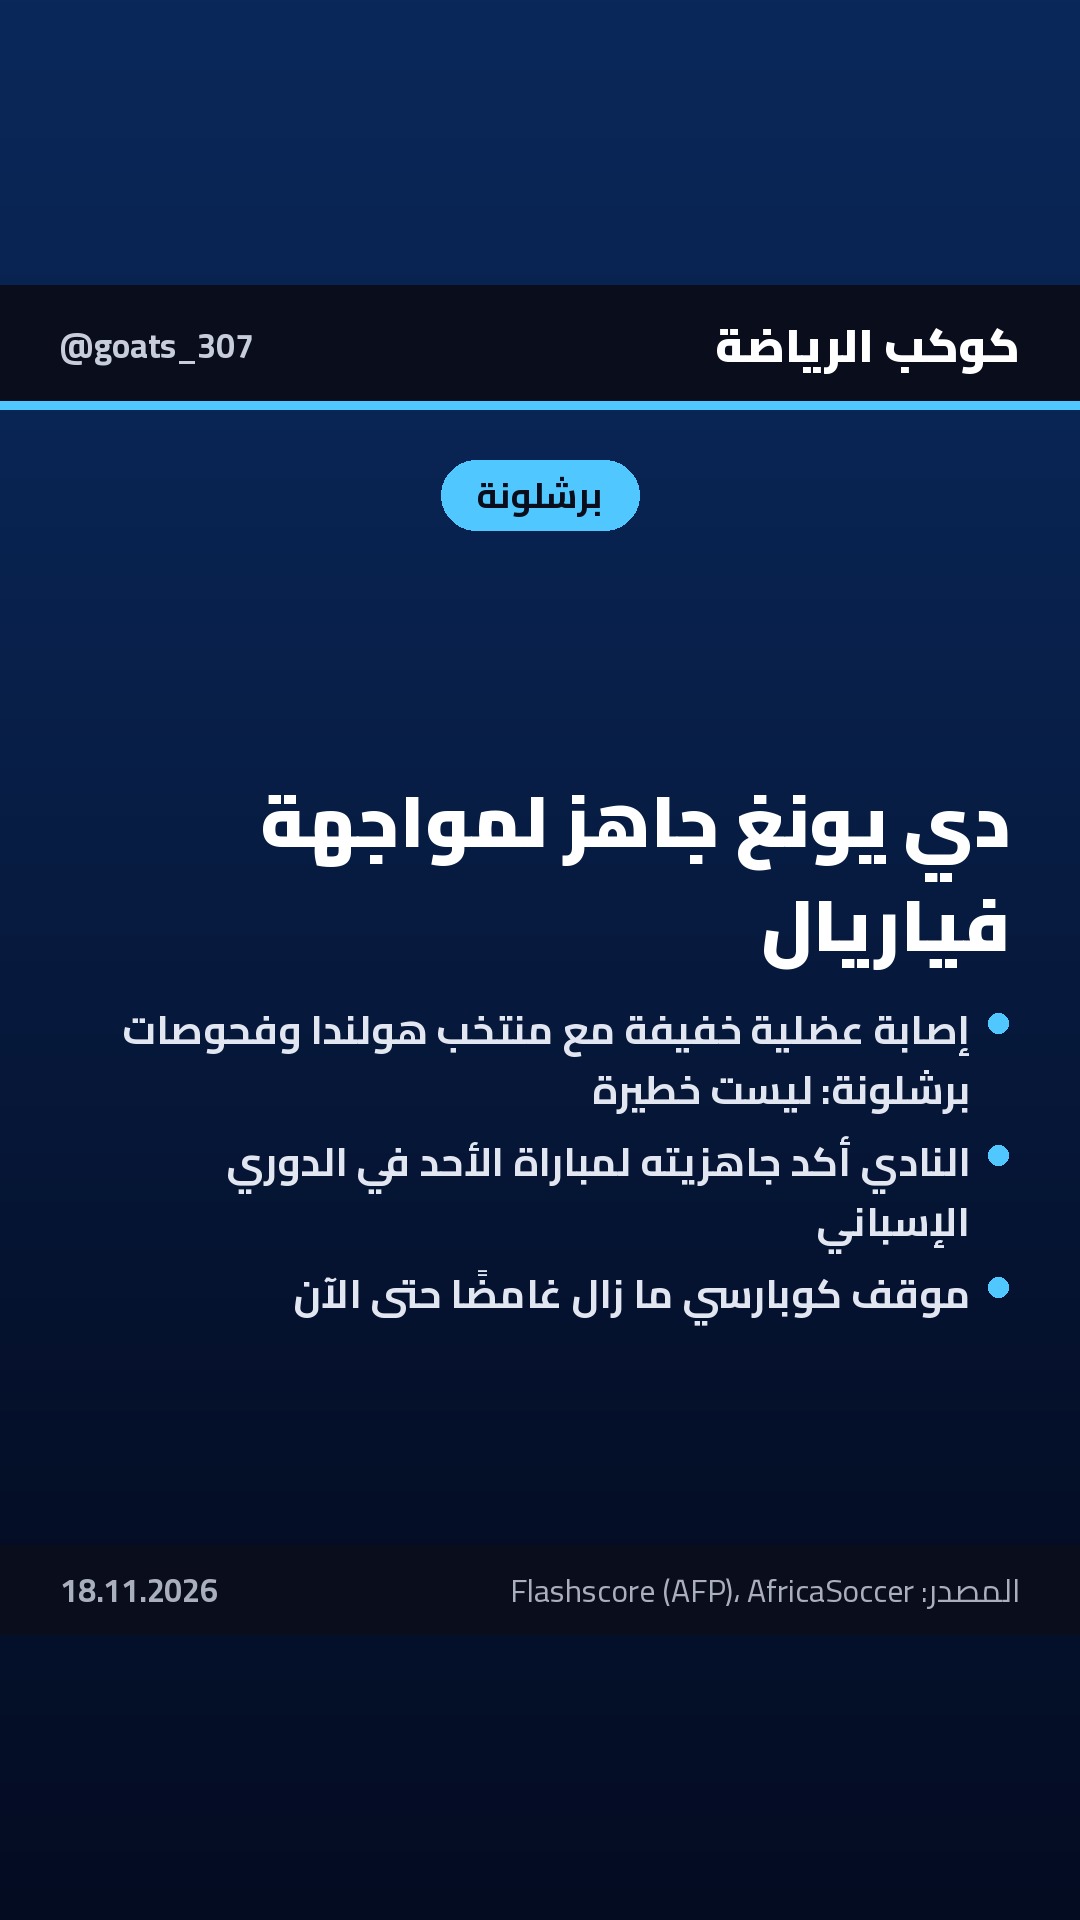 كوكب الرياضة
@goats_307
برشلونة
دي يونغ جاهز لمواجهة
فياريال
إصابة عضلية خفيفة مع منتخب هولندا وفحوصات
برشلونة: ليست خطيرة
النادي أكد جاهزيته لمباراة الأحد في الدوري
الإسباني
موقف كوبارسي ما زال غامضًا حتى الآن
المصدر: Flashscore (AFP)، AfricaSoccer
18.11.2026